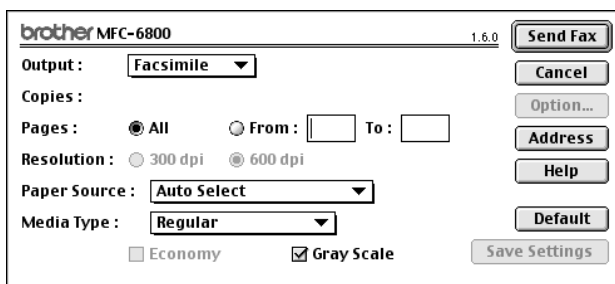 brother MFC-6800 1.6.0 Send Fax
Output : Facsimile Cancel
Copies : Option...
Pages : All From : To : Address
Resolution : 300 dpi 600 dpi Help
Paper Source : Auto Select
Media Type : Regular Default
Economy Gray Scale Save Settings